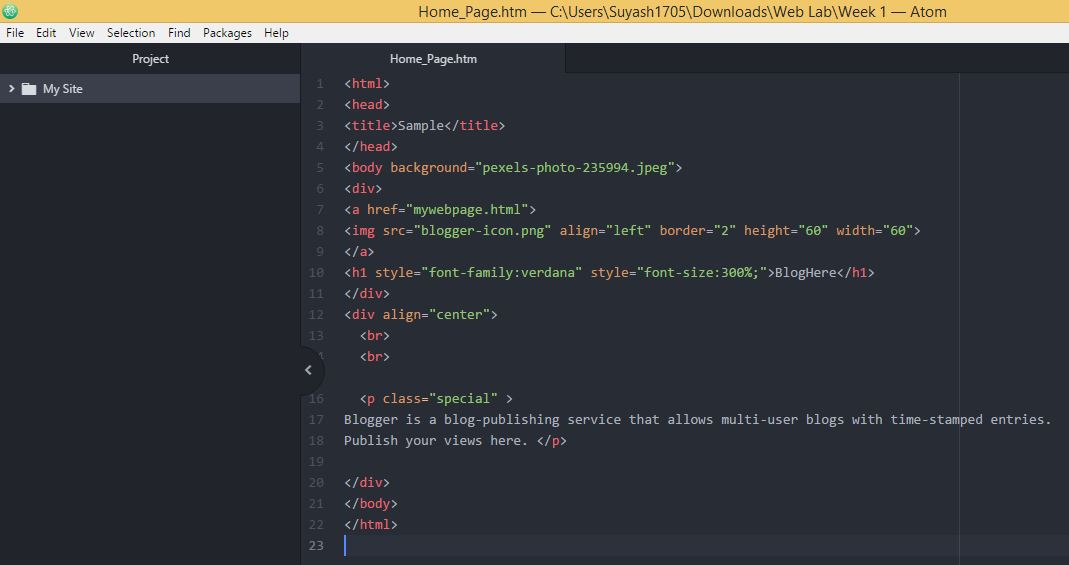 Home_Page.htm — C:\Users\Suyash1705\Downloads\Web Lab\Week 1 — Atom
File Edit View Selection Find Packages Help
Project
My Site
Home_Page.htm
1 <html>
2 <head>
3 <title>Sample</title>
4 </head>
5 <body background="pexels-photo-235994.jpeg">
6 <div>
7 <a href="mywebpage.html">
8 <img src="blogger-icon.png" align="left" border="2" height="60" width="60">
9 </a>
10 <h1 style="font-family:verdana" style="font-size:300%;">BlogHere</h1>
11 </div>
12 <div align="center">
13   <br>
<br>
16   <p class="special" >
17 Blogger is a blog-publishing service that allows multi-user blogs with time-stamped entries.
18 Publish your views here. </p>
19
20 </div>
21 </body>
22 </html>
23